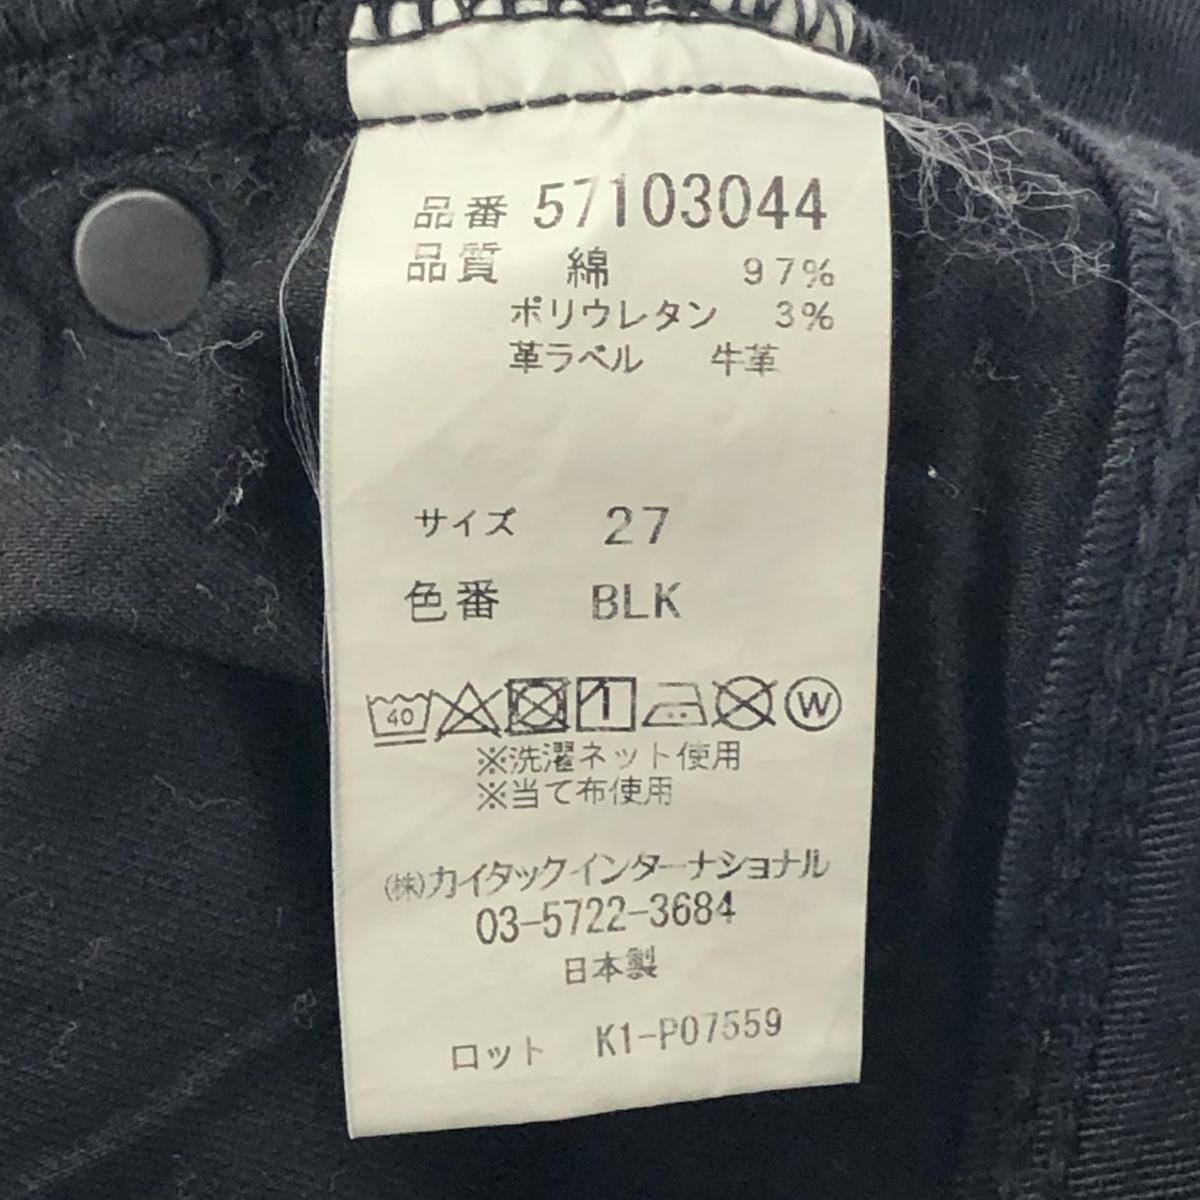 品番 57103044
品質 綿 97%
ポリウレタン 3%
革ラベル 牛革
サイズ 27
色番 BLK
40 W
※洗濯ネット使用
※当て布使用
(株)カイタックインターナショナル
03-5722-3684
日本製
ロット K1-P07559